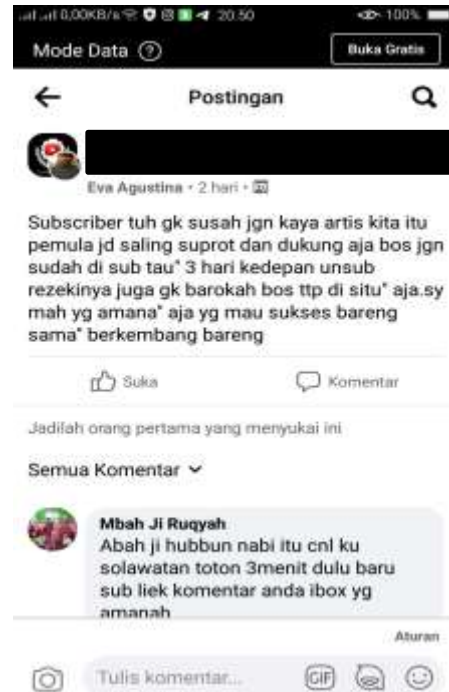 0,00KB/s 20.50 100%
Mode Data Buka Gratis
Postingan
Eva Agustina • 2 hari •
Subscriber tuh gk susah jgn kaya artis kita itu
pemula jd saling suprot dan dukung aja bos jgn
sudah di sub tau" 3 hari kedepan unsub
rezekinya juga gk barokah bos ttp di situ" aja.sy
mah yg amana" aja yg mau sukses bareng
sama" berkembang bareng
Suka Komentar
Jadilah orang pertama yang menyukai ini
Semua Komentar
Mbah Ji Ruqyah
Abah ji hubbun nabi itu cnl ku
solawatan toton 3menit dulu baru
sub liek komentar anda ibox yg
amanah
Aturan
Tulis komentar... GIF